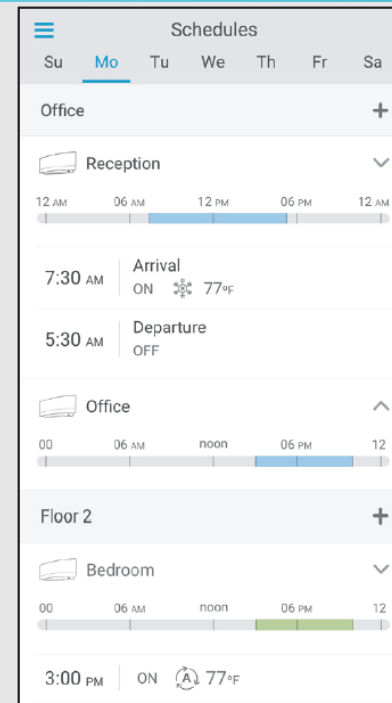 Schedules
Su Mo Tu We Th Fr Sa
Office +
Reception
12 AM 06 AM 12 PM 06 PM 12 AM
7:30 AM Arrival
ON 77°F
5:30 AM Departure
OFF
Office
00 06 AM noon 06 PM 12
Floor 2 +
Bedroom
00 06 AM noon 06 PM 12
3:00 PM ON A 77°F